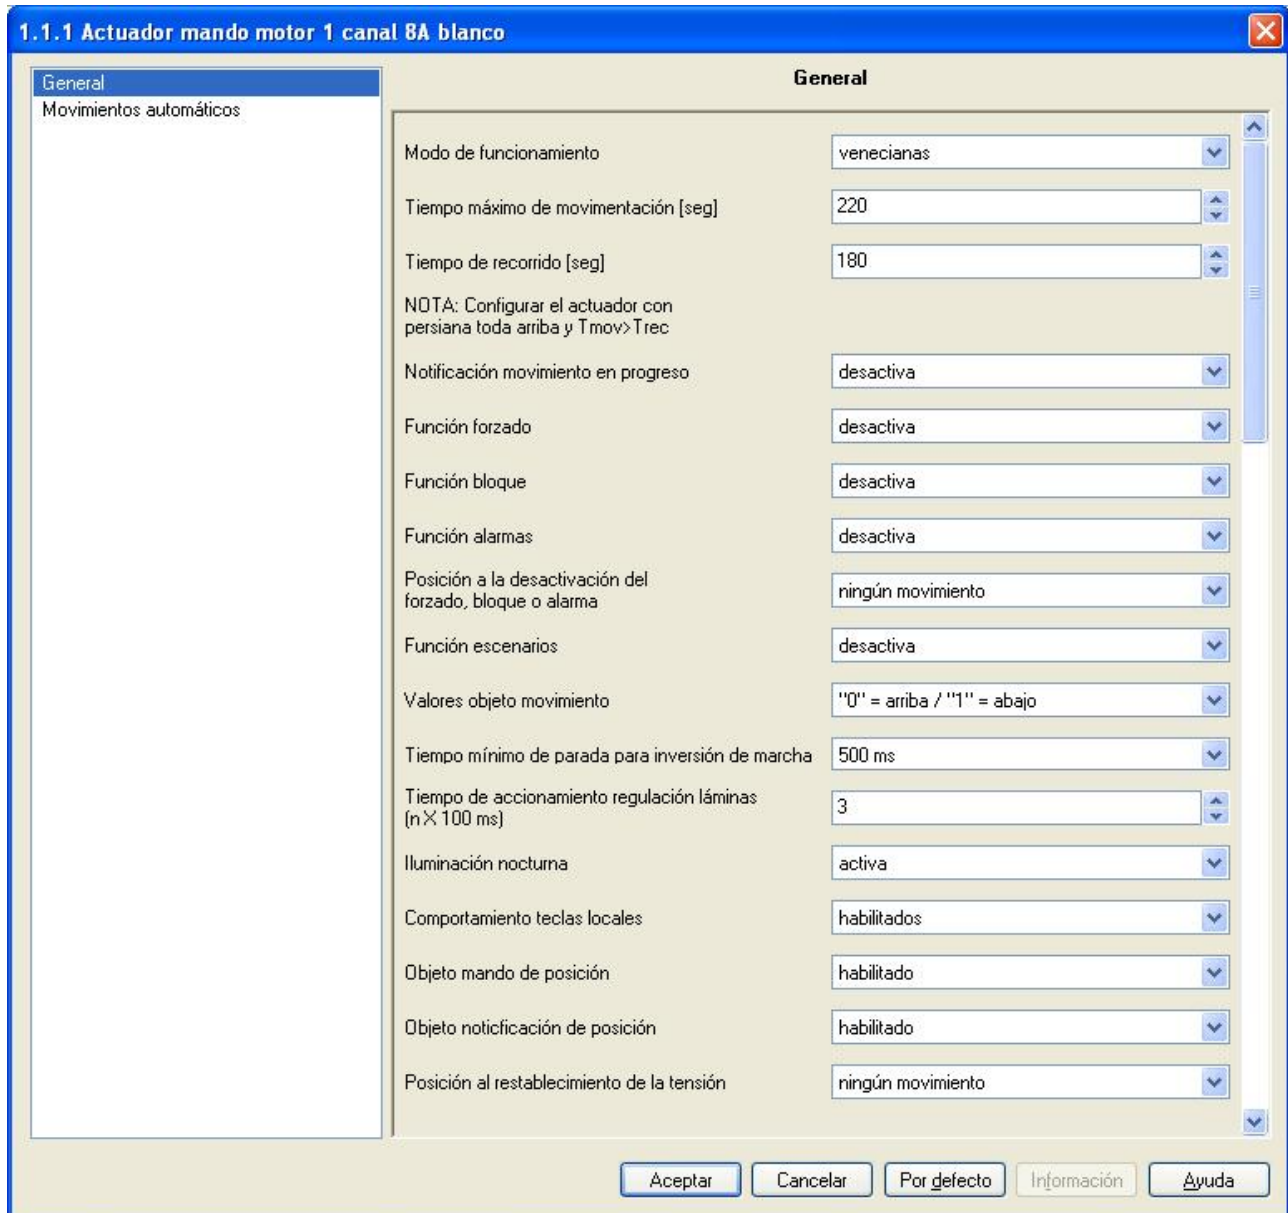 1.1.1 Actuador mando motor 1 canal 8A blanco
General
Movimientos automáticos
General
Modo de funcionamiento venecianas
Tiempo máximo de movimentación [seg] 220
Tiempo de recorrido [seg] 180
NOTA: Configurar el actuador con
persiana toda arriba y Tmov>Trec
Notificación movimiento en progreso desactiva
Función forzado desactiva
Función bloque desactiva
Función alarmas desactiva
Posición a la desactivación del
forzado, bloque o alarma ningún movimiento
Función escenarios desactiva
Valores objeto movimiento "0" = arriba / "1" = abajo
Tiempo mínimo de parada para inversión de marcha 500 ms
Tiempo de accionamiento regulación láminas
(n X 100 ms) 3
Iluminación nocturna activa
Comportamiento teclas locales habilitados
Objeto mando de posición habilitado
Objeto noticficación de posición habilitado
Posición al restablecimiento de la tensión ningún movimiento
Aceptar Cancelar Por defecto Información Ayuda